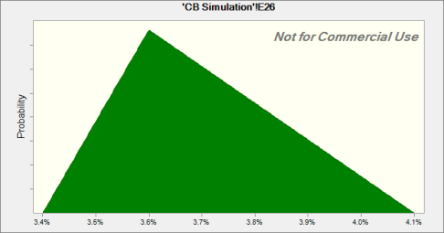 'CB Simulation'!E26
Not for Commercial Use
Probability
3.4% 3.5% 3.6% 3.7% 3.8% 3.9% 4.0% 4.1%